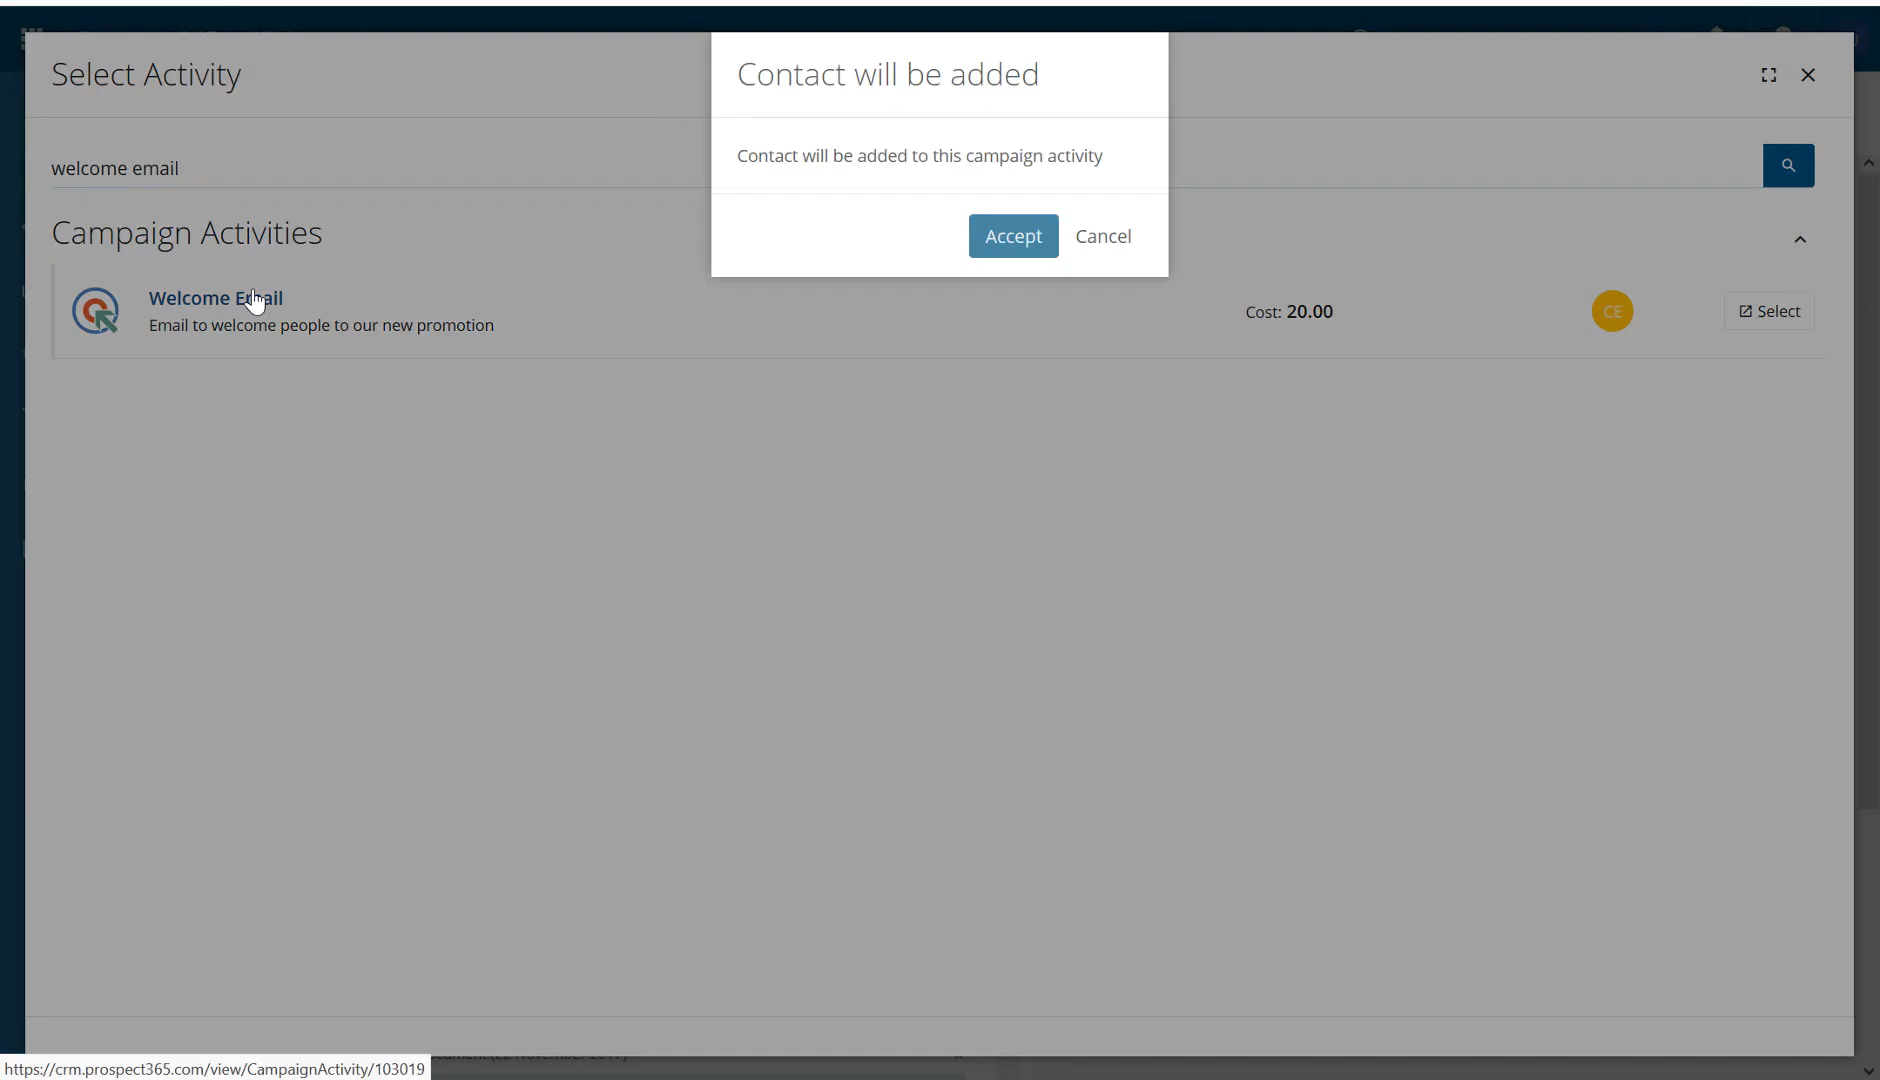 Select Activity
Contact will be added
welcome email
Contact will be added to this campaign activity
Accept
Cancel
Campaign Activities
Welcome Email
Email to welcome people to our new promotion
Cost: 20.00
CE
Select
https://crm.prospect365.com/view/CampaignActivity/103019